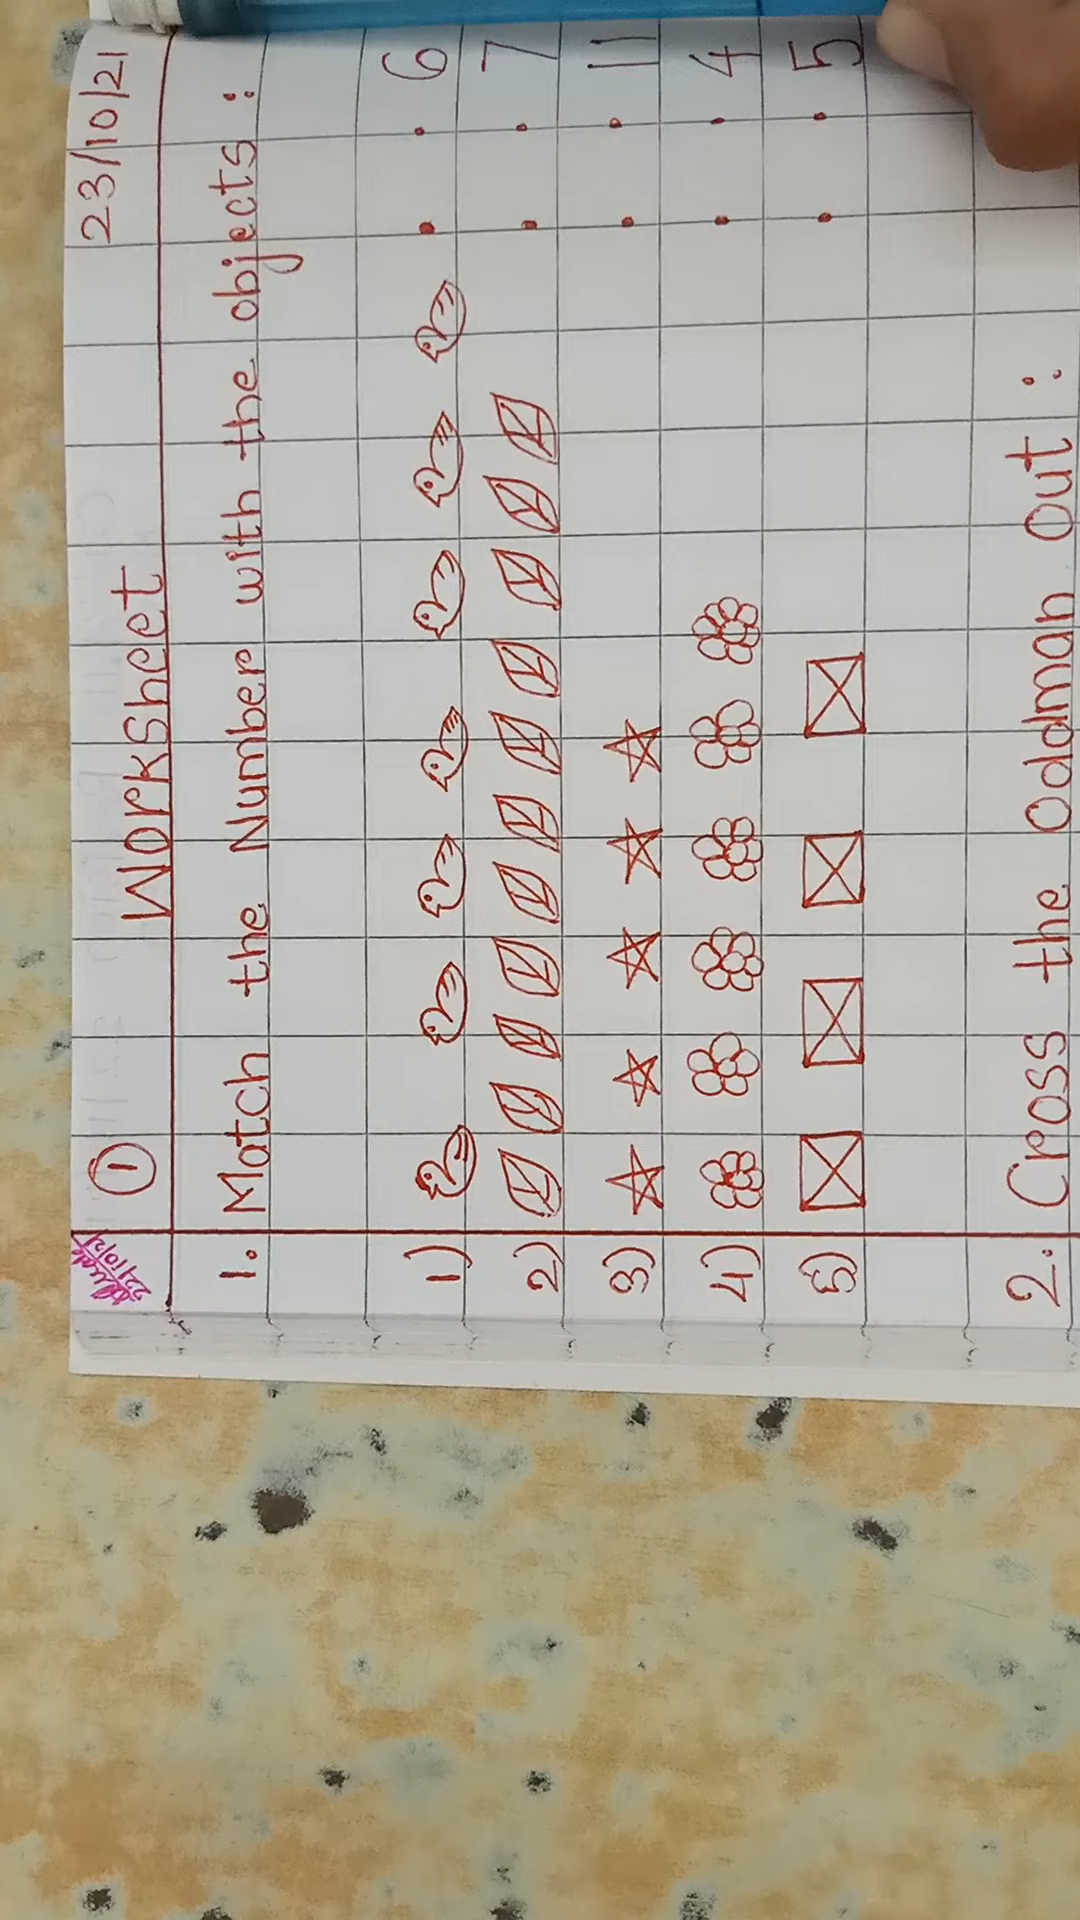 ① Worksheet 23/10/21
1. Match the Number with the objects :
1) 6
2) 7
3) 11
4) 4
5) 5
2. Cross the Oddman Out :